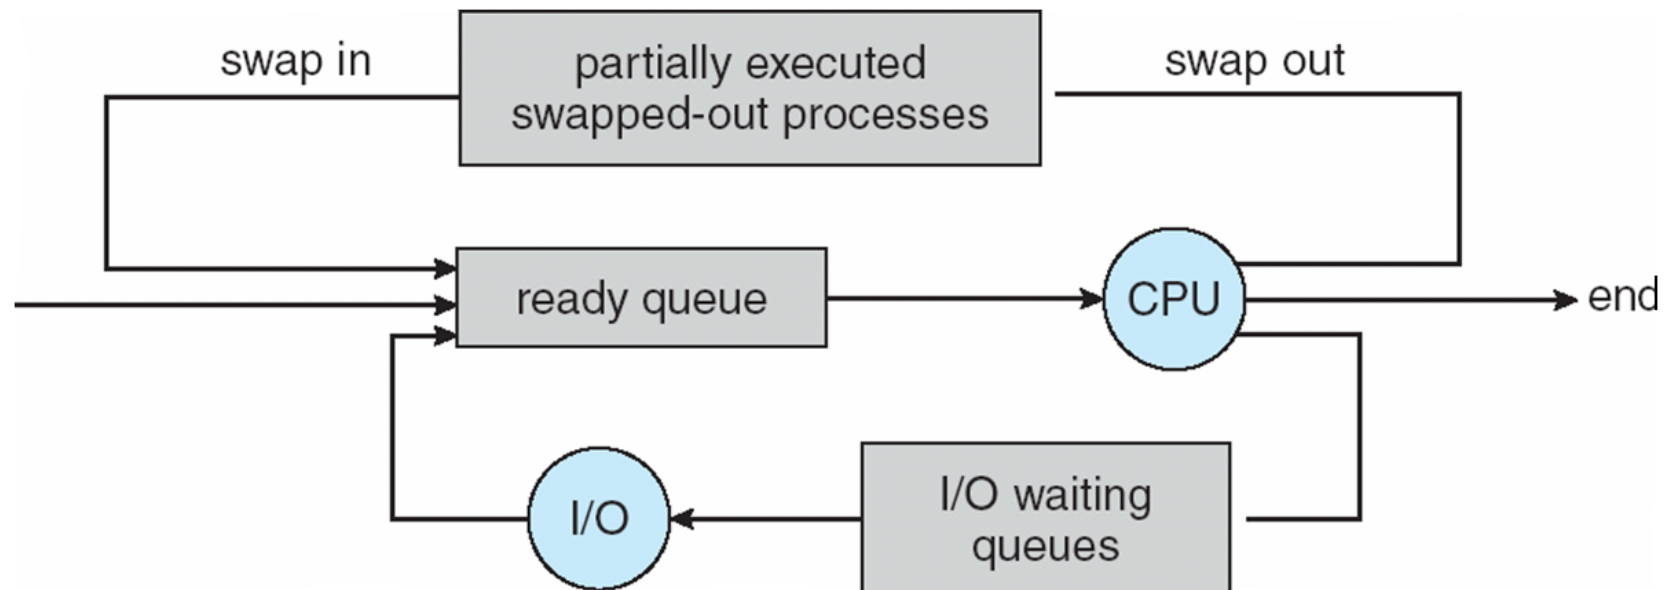 swap in
partially executed
swapped-out processes
swap out
ready queue
CPU
end
I/O
I/O waiting
queues